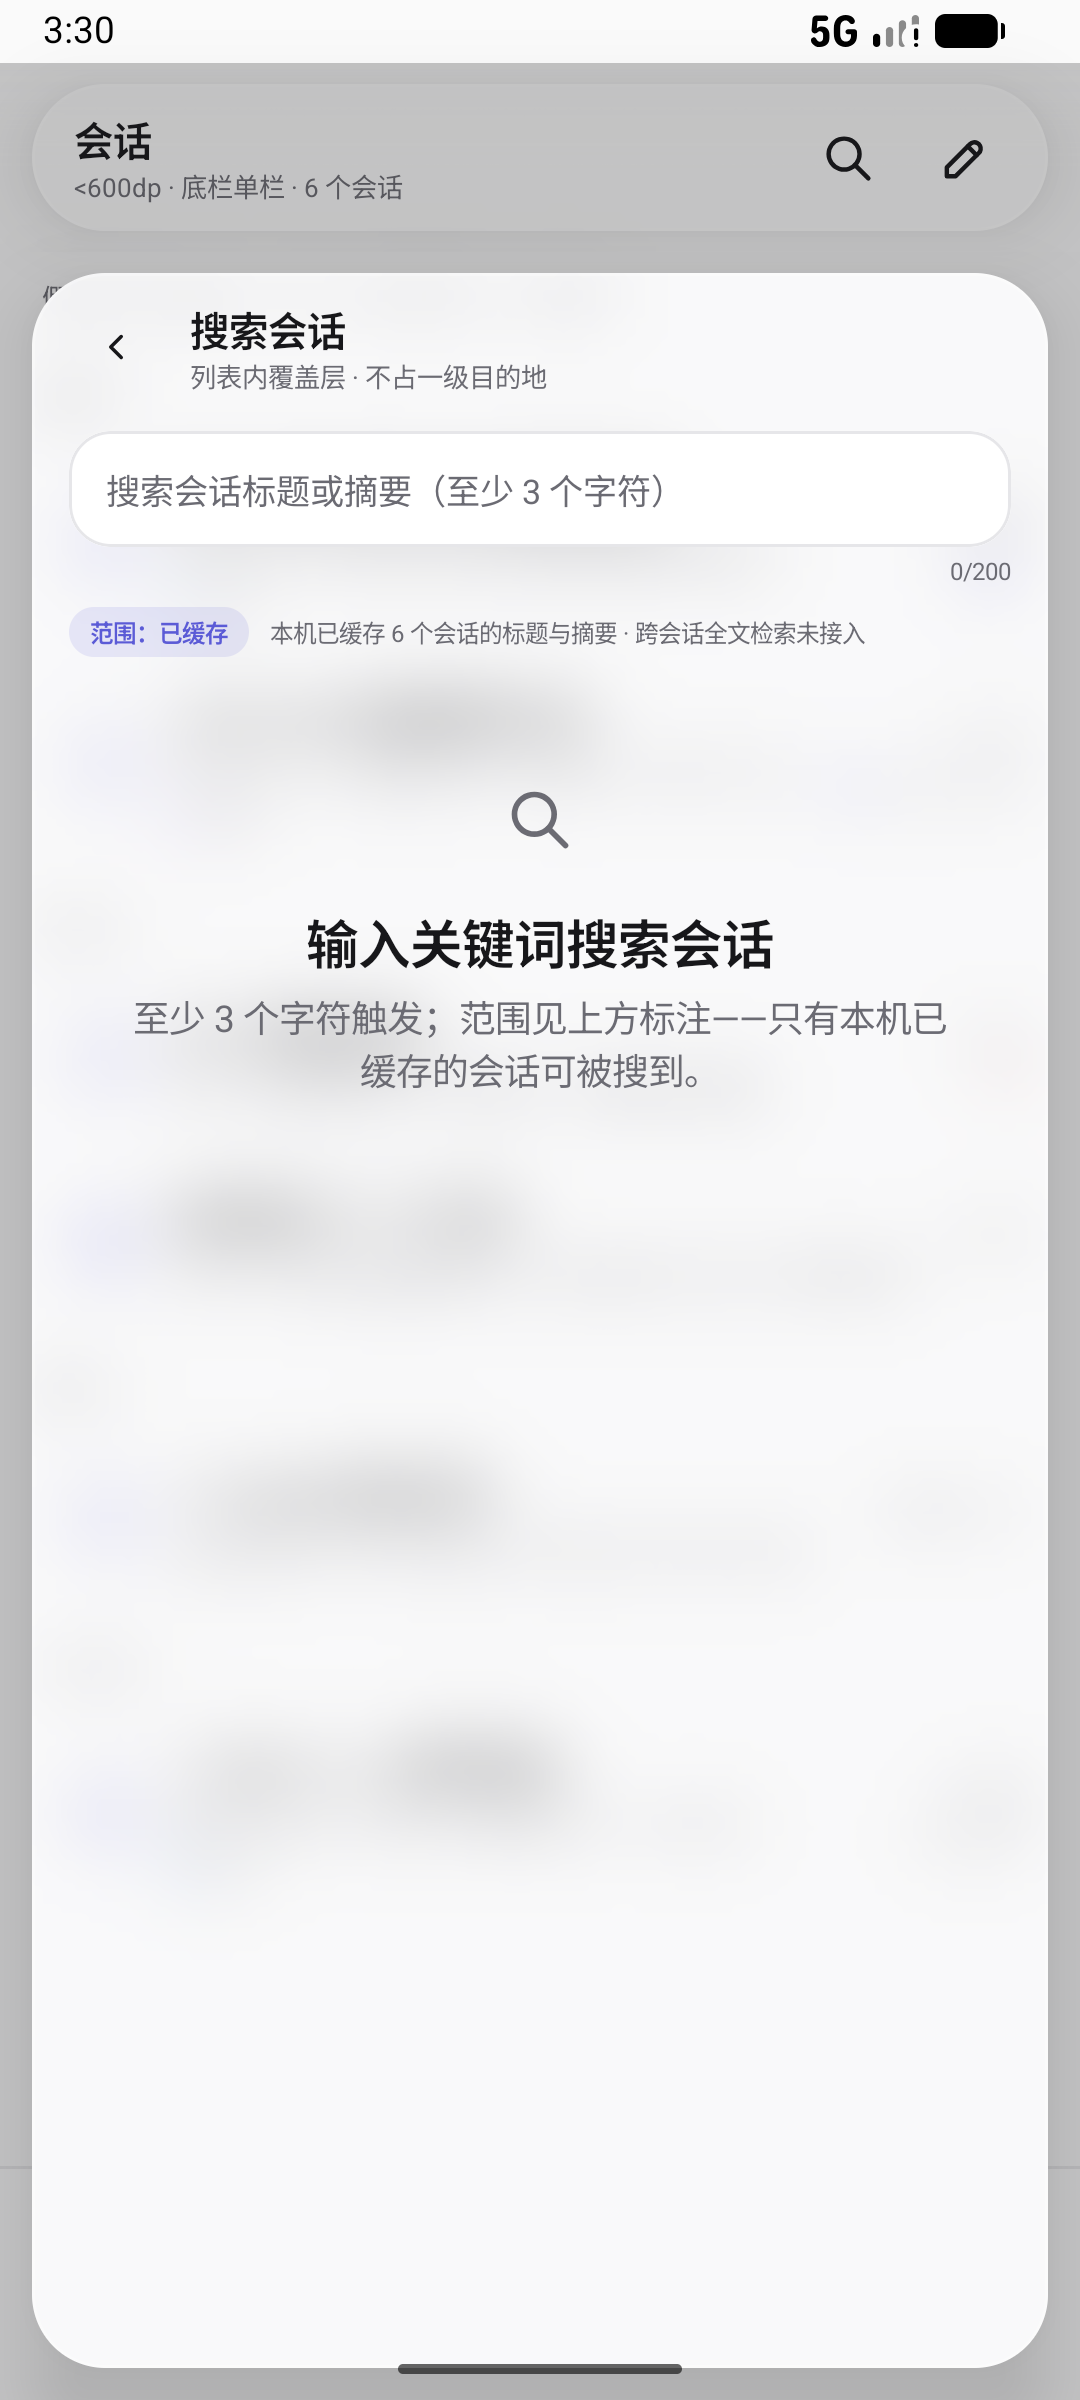 3:30
5G
会话
<600dp · 底栏单栏 · 6 个会话
搜索会话
列表内覆盖层 · 不占一级目的地
搜索会话标题或摘要（至少 3 个字符）
0/200
范围：已缓存
本机已缓存 6 个会话的标题与摘要 · 跨会话全文检索未接入
输入关键词搜索会话
至少 3 个字符触发；范围见上方标注——只有本机已
缓存的会话可被搜到。